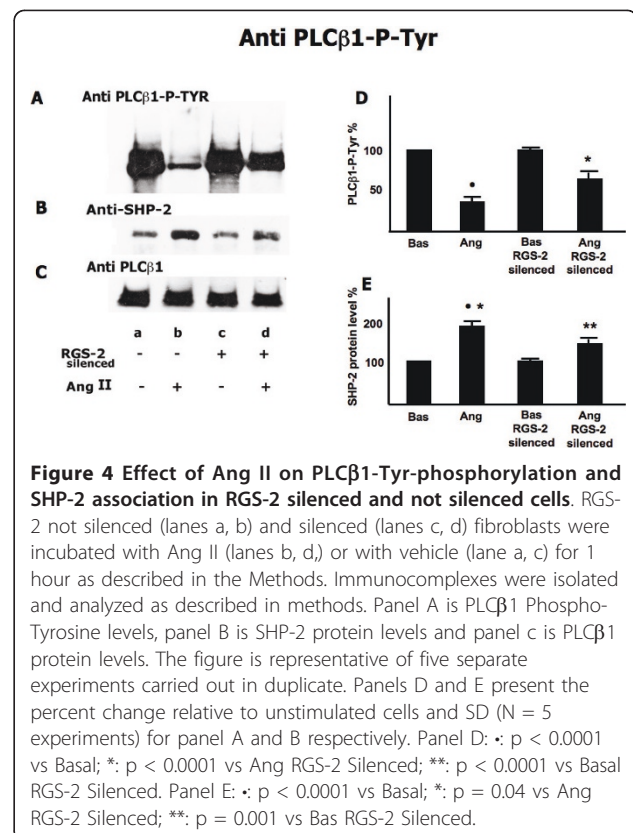 Anti PLCβ1-P-Tyr
A Anti PLCβ1-P-TYR
B Anti-SHP-2
C Anti PLCβ1
a b c d
RGS-2 silenced - - + +
Ang II - + - +
D
PLCβ1-P-Tyr %
100
50
•
*
Bas Ang Bas RGS-2 silenced Ang RGS-2 silenced
E
SHP-2 protein level %
200
100
• *
**
Bas Ang Bas RGS-2 silenced Ang RGS-2 silenced
Figure 4 Effect of Ang II on PLCβ1-Tyr-phosphorylation and
SHP-2 association in RGS-2 silenced and not silenced cells. RGS-
2 not silenced (lanes a, b) and silenced (lanes c, d) fibroblasts were
incubated with Ang II (lanes b, d,) or with vehicle (lane a, c) for 1
hour as described in the Methods. Immunocomplexes were isolated
and analyzed as described in methods. Panel A is PLCβ1 Phospho-
Tyrosine levels, panel B is SHP-2 protein levels and panel c is PLCβ1
protein levels. The figure is representative of five separate
experiments carried out in duplicate. Panels D and E present the
percent change relative to unstimulated cells and SD (N = 5
experiments) for panel A and B respectively. Panel D: •: p < 0.0001
vs Basal; *: p < 0.0001 vs Ang RGS-2 Silenced; **: p < 0.0001 vs Basal
RGS-2 Silenced. Panel E: •: p < 0.0001 vs Basal; *: p = 0.04 vs Ang
RGS-2 Silenced; **: p = 0.001 vs Bas RGS-2 Silenced.